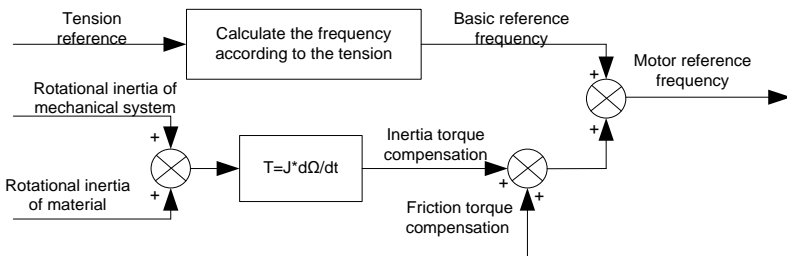 Tension
reference
Calculate the frequency
according to the tension
Basic reference
frequency
+
+
Motor reference
frequency
Rotational inertia of
mechanical system
+
+
Rotational inertia
of material
T=J*dΩ/dt
Inertia torque
compensation
+
+
Friction torque
compensation